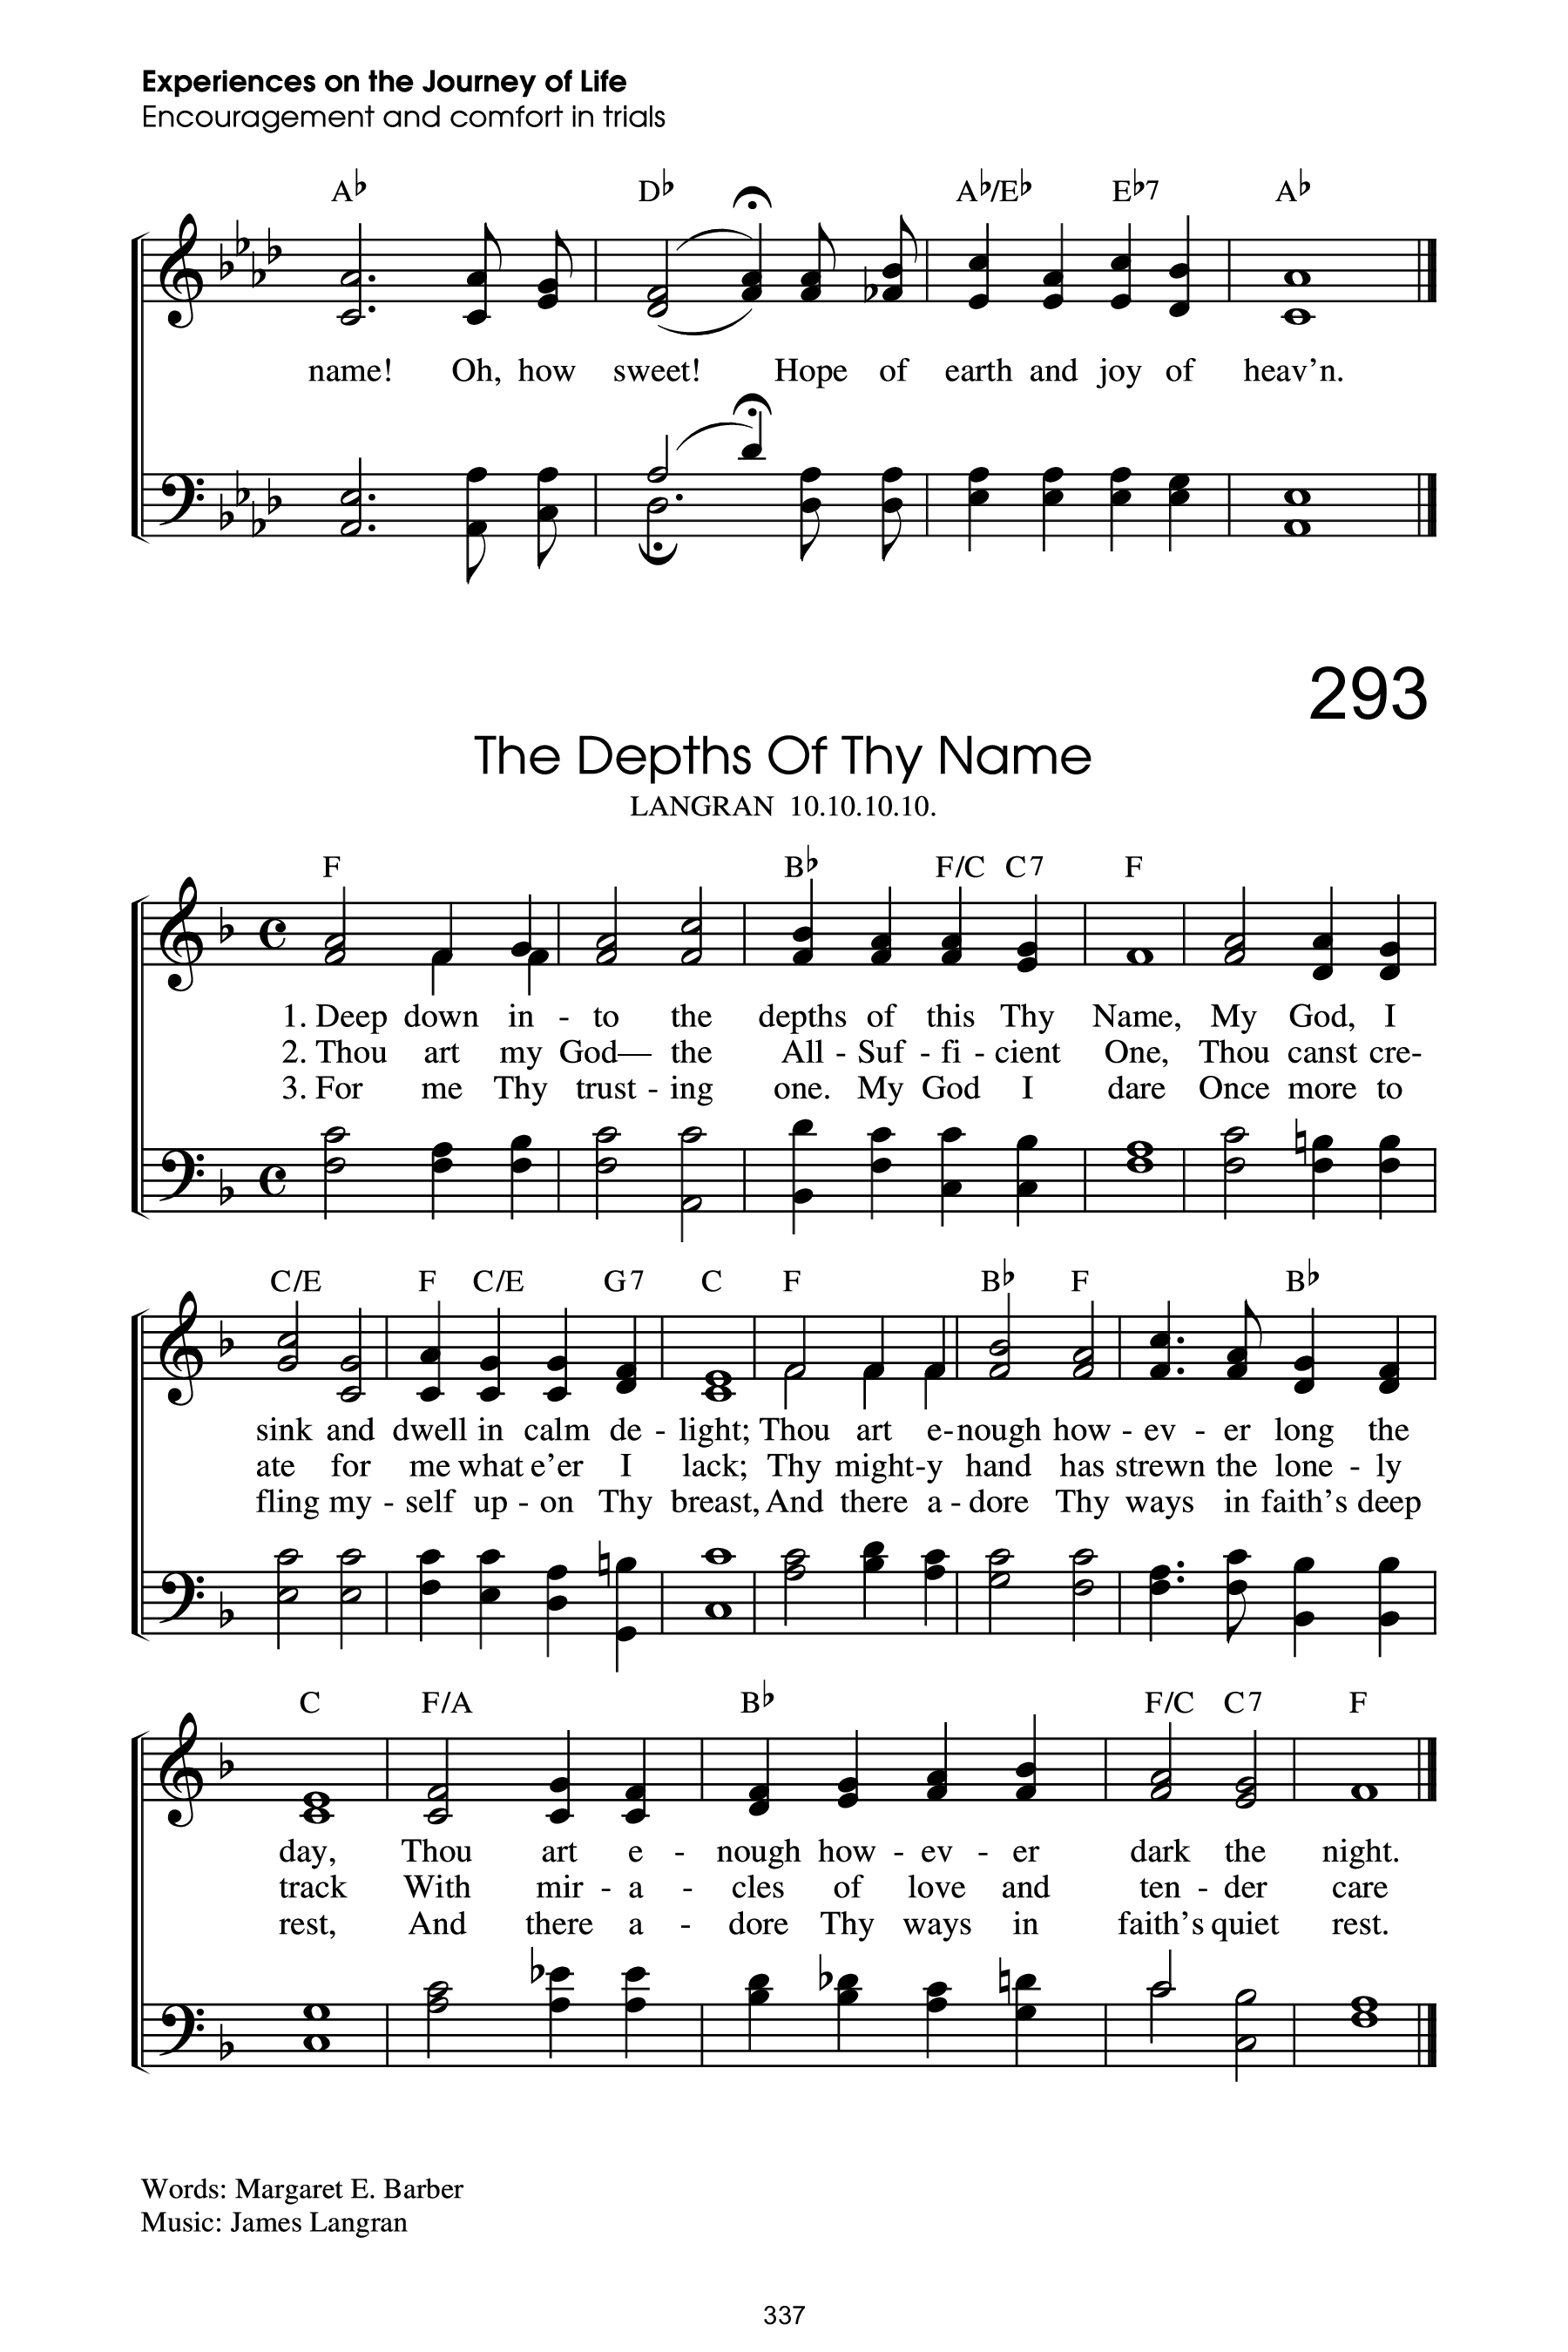 Experiences on the Journey of Life
Encouragement and comfort in trials
A♭ D♭ A♭/E♭ E♭7 A♭
name! Oh, how sweet! Hope of earth and joy of heav’n.
293
The Depths Of Thy Name
LANGRAN 10.10.10.10.
F B♭ F/C C7 F
1. Deep down in - to the depths of this Thy Name, My God, I
2. Thou art my God— the All - Suf - fi - cient One, Thou canst cre-
3. For me Thy trust - ing one. My God I dare Once more to
C/E F C/E G7 C F B♭ F B♭
sink and dwell in calm de - light; Thou art e-nough how - ev - er long the
ate for me what e’er I lack; Thy might-y hand has strewn the lone - ly
fling my - self up - on Thy breast, And there a - dore Thy ways in faith’s deep
C F/A B♭ F/C C7 F
day, Thou art e - nough how - ev - er dark the night.
track With mir - a - cles of love and ten - der care
rest, And there a - dore Thy ways in faith’s quiet rest.
Words: Margaret E. Barber
Music: James Langran
337